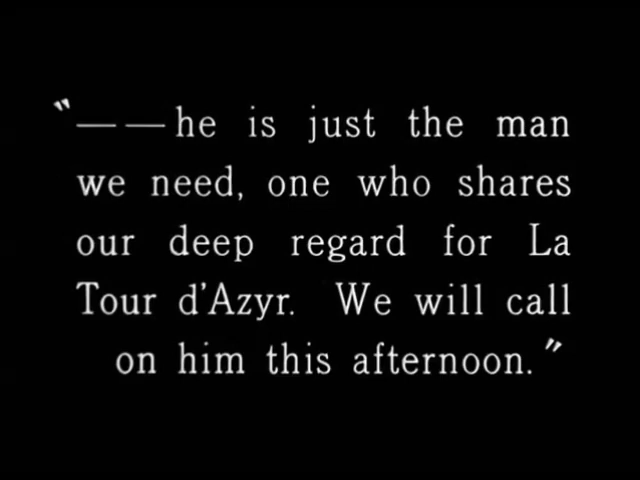 "— — he is just the man
we need, one who shares
our deep regard for La
Tour d'Azyr. We will call
on him this afternoon."